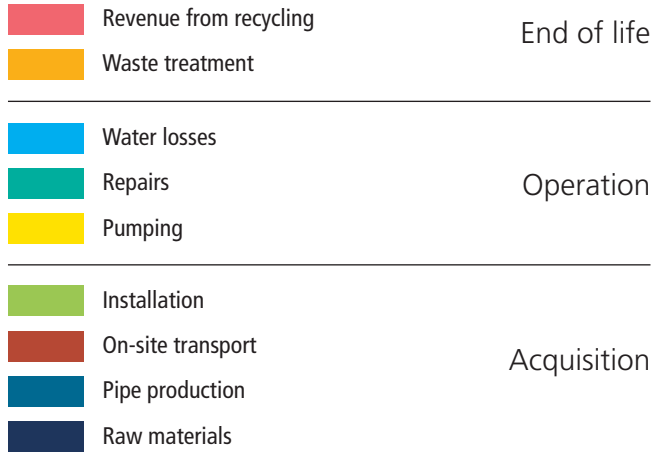 Revenue from recycling
End of life
Waste treatment
Water losses
Repairs
Operation
Pumping
Installation
On-site transport
Acquisition
Pipe production
Raw materials